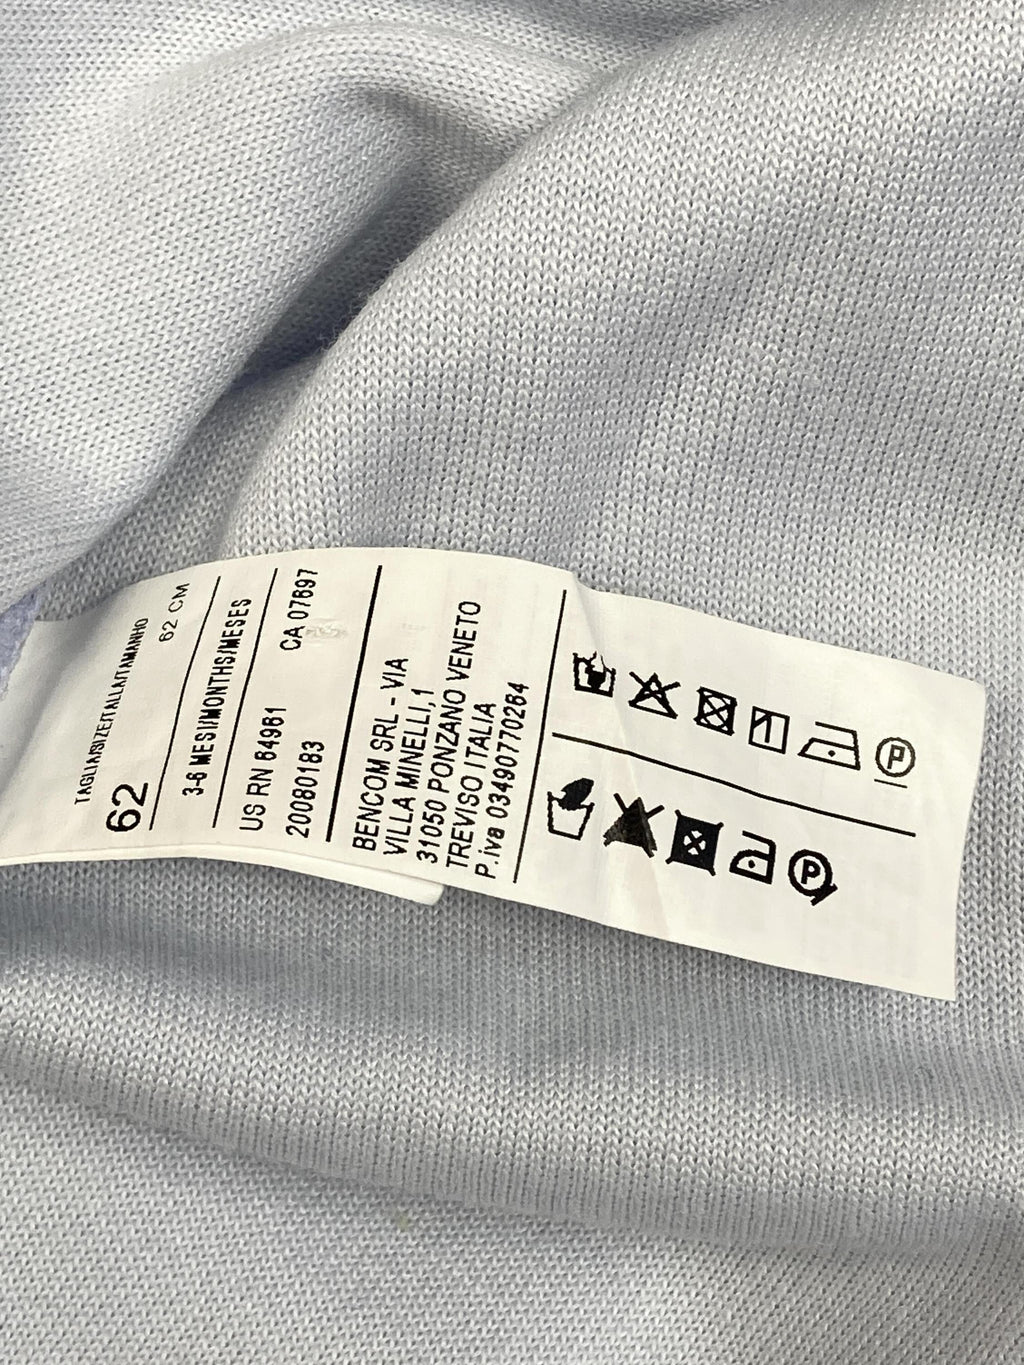 TAGLIA/SIZE/TALLA/TAMANHO
62 62 CM
3-6 MESI/MONTHS/MESES
US RN 64981 CA 07697
20080183
BENCOM SRL - VIA
VILLA MINELLI,1
31050 PONZANO VENETO
TREVISO ITALIA
P.iva 03490770264
P
P